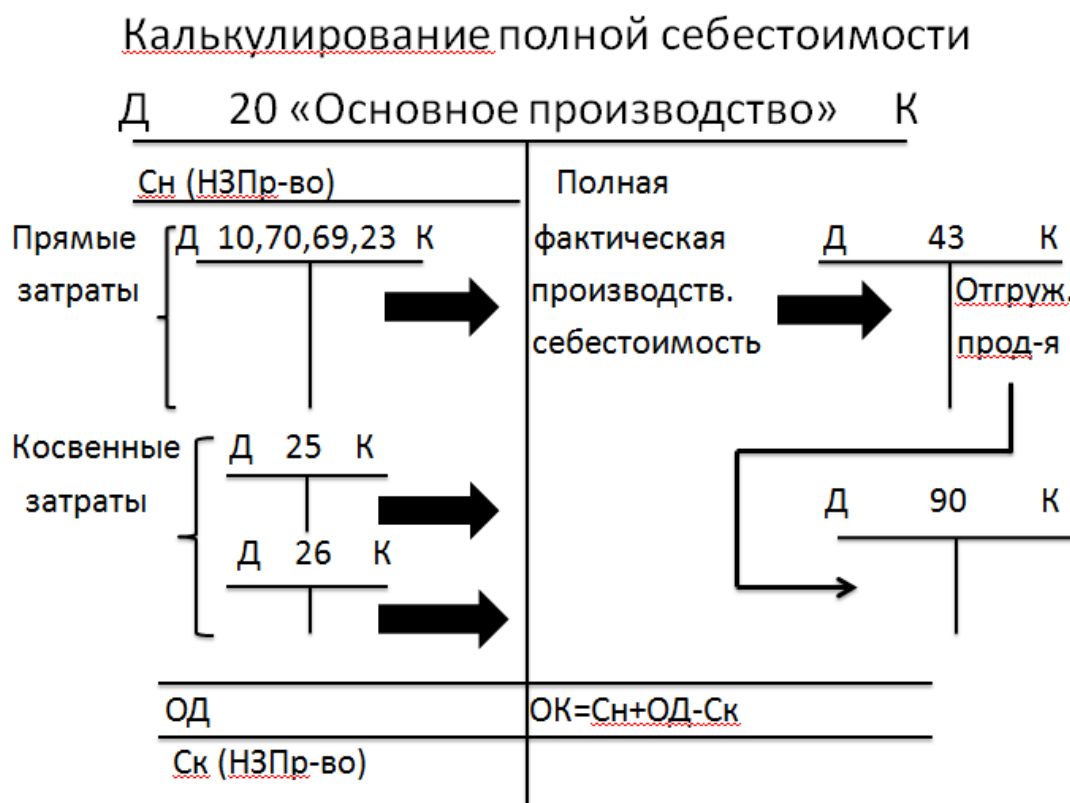 Калькулирование полной себестоимости
Д 20 «Основное производство» К
Сн (НЗПр-во)
Полная
Прямые
Д 10,70,69,23 К
фактическая
Д 43 К
затраты
производств.
Отгруж.
себестоимость
прод-я
Косвенные
Д 25 К
затраты
Д 90 К
Д 26 К
ОД
ОК=Сн+ОД-Ск
Ск (НЗПр-во)